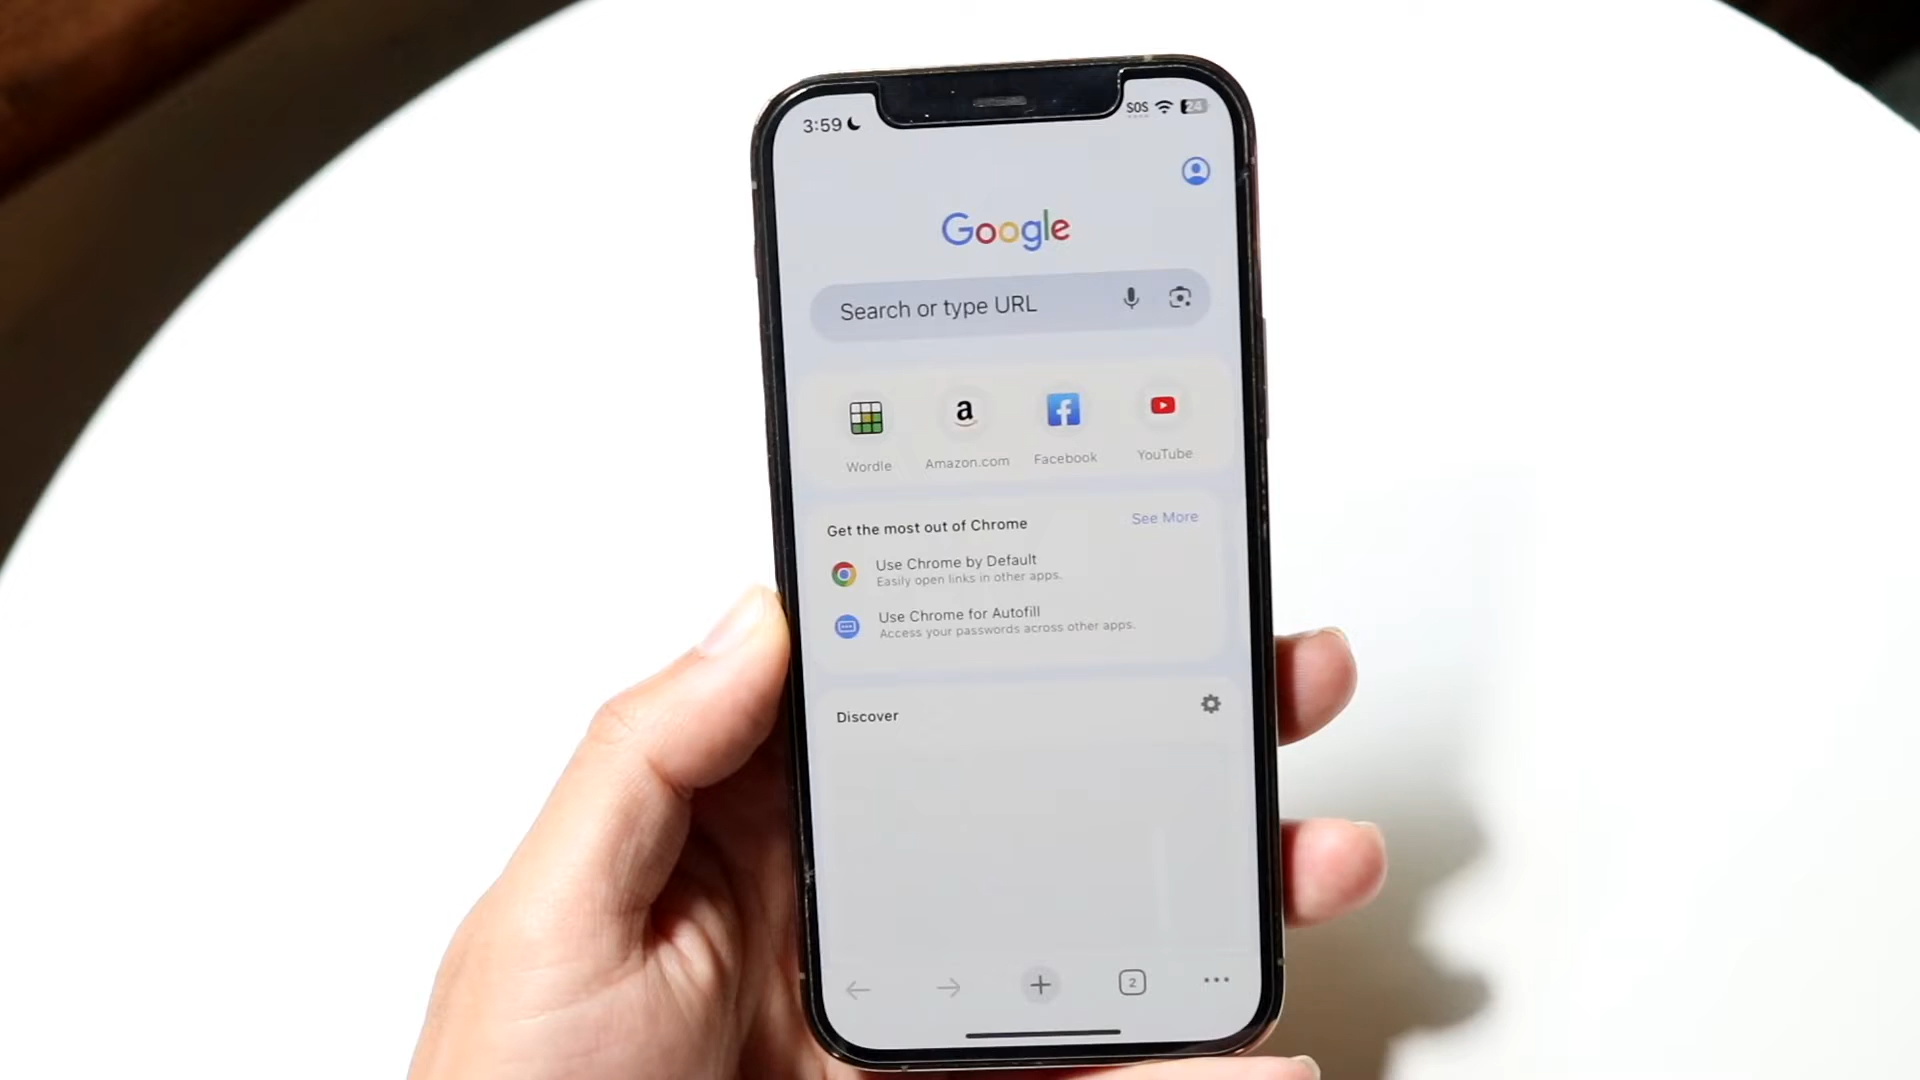 3:59 SOS 24
Google
Search or type URL
a
f
Wordle Amazon.com Facebook YouTube
Get the most out of Chrome See More
Use Chrome by Default
Easily open links in other apps.
Use Chrome for Autofill
Access your passwords across other apps.
Discover
2